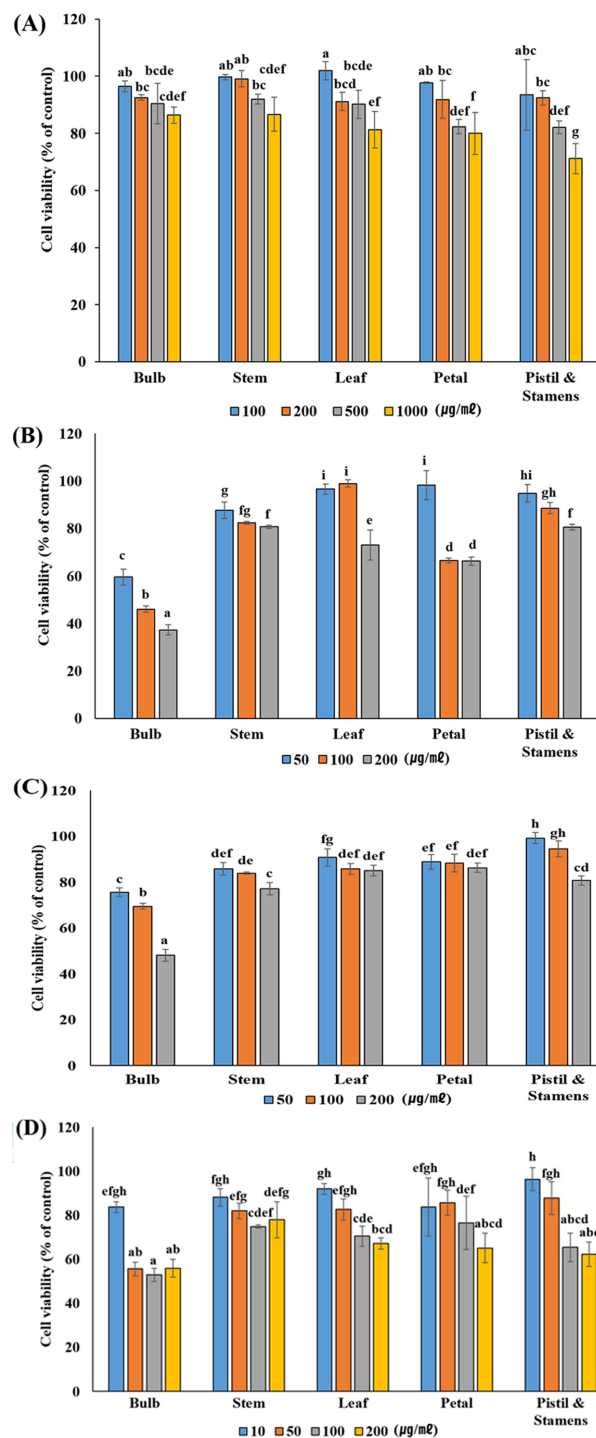 (A)
Cell viability (% of control)
120
100
80
60
40
20
0
ab bc bcde cdef
ab ab bc cdef
a bcd bcde ef
ab bc def f
abc bc def g
Bulb Stem Leaf Petal Pistil &
Stamens
100 200 500 1000 (μg/mℓ)
(B)
Cell viability (% of control)
120
100
80
60
40
20
0
c b a
g fg f
i i e
i d d
hi gh f
Bulb Stem Leaf Petal Pistil &
Stamens
50 100 200 (μg/mℓ)
(C)
Cell viability (% of control)
120
100
80
60
40
20
0
c b a
def de c
fg def def
ef ef def
h gh cd
Bulb Stem Leaf Petal Pistil &
Stamens
50 100 200 (μg/mℓ)
(D)
Cell viability (% of control)
120
100
80
60
40
20
0
efgh ab a ab
fgh efg cdef defg
gh efgh cde bcd
efgh fgh def abcd
h fgh abcd abc
Bulb Stem Leaf Petal Pistil &
Stamens
10 50 100 200 (μg/mℓ)